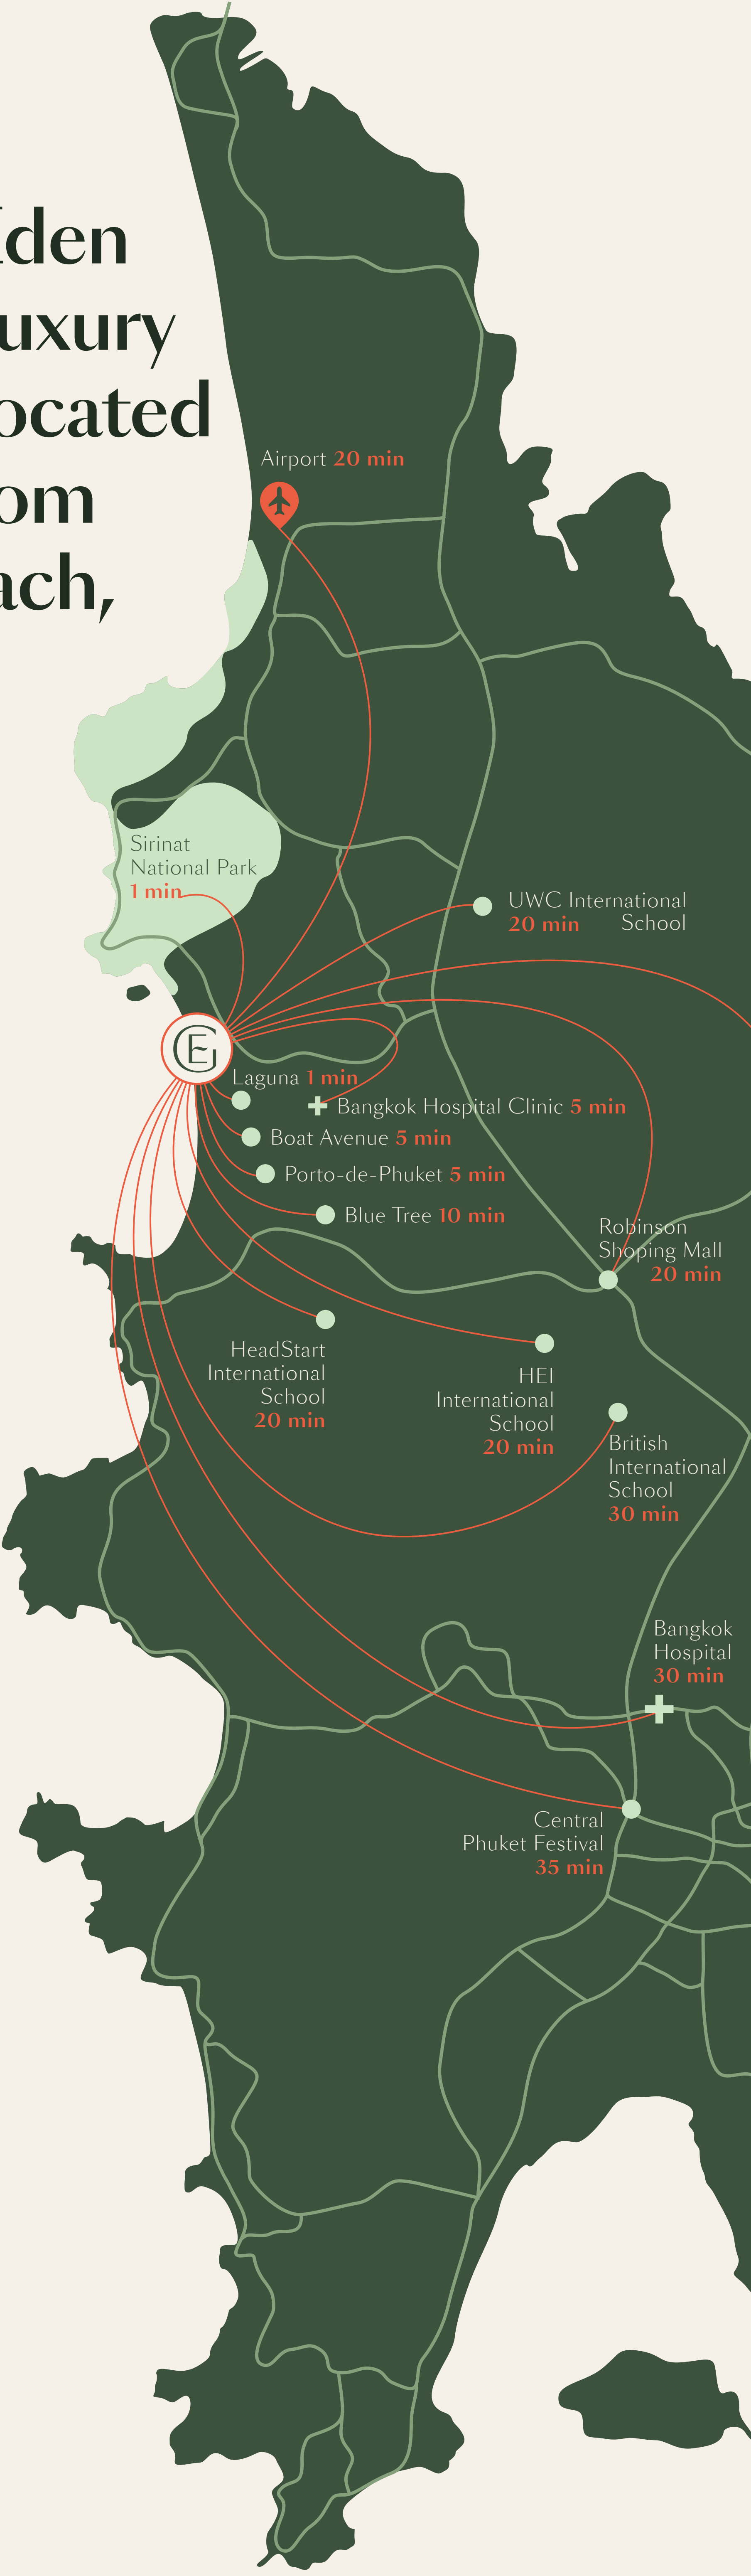 den
uxury
ocated
om
ach,
Airport 20 min
Sirinat
National Park
1 min
UWC International
20 min School
GE
Laguna 1 min
Bangkok Hospital Clinic 5 min
Boat Avenue 5 min
Porto-de-Phuket 5 min
Blue Tree 10 min
Robinson
Shoping Mall
20 min
HeadStart
International
School
20 min
HEI
International
School
20 min
British
International
School
30 min
Bangkok
Hospital
30 min
Central
Phuket Festival
35 min